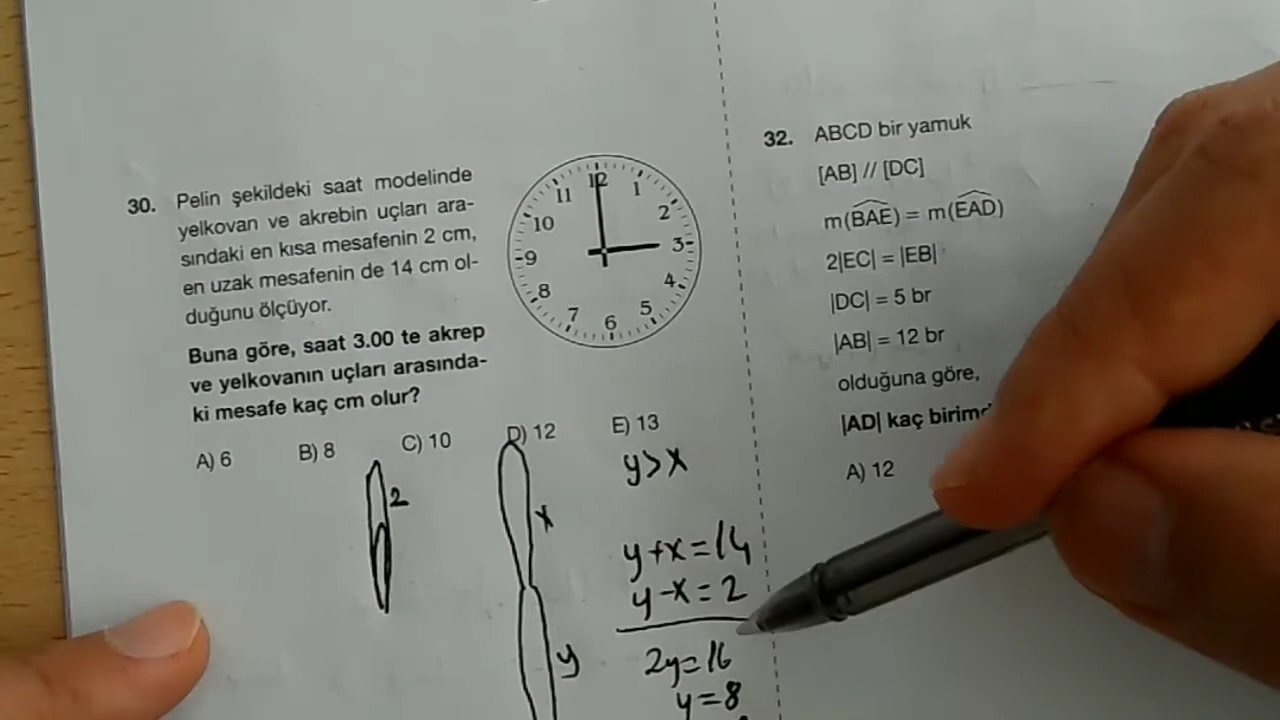 30. Pelin şekildeki saat modelinde
yelkovan ve akrebin uçları ara-
sındaki en kısa mesafenin 2 cm,
en uzak mesafenin de 14 cm ol-
duğunu ölçüyor.
Buna göre, saat 3.00 te akrep
ve yelkovanın uçları arasında-
ki mesafe kaç cm olur?
A) 6 B) 8 C) 10 D) 12 E) 13
12
1
2
3
4
5
6
7
8
9
10
11
2
x
y
y>x
y+x=14
y-x=2
2y=16
y=8
32. ABCD bir yamuk
[AB] // [DC]
m(BAE) = m(EAD)
2|EC| = |EB|
|DC| = 5 br
|AB| = 12 br
olduğuna göre,
|AD| kaç
A) 12